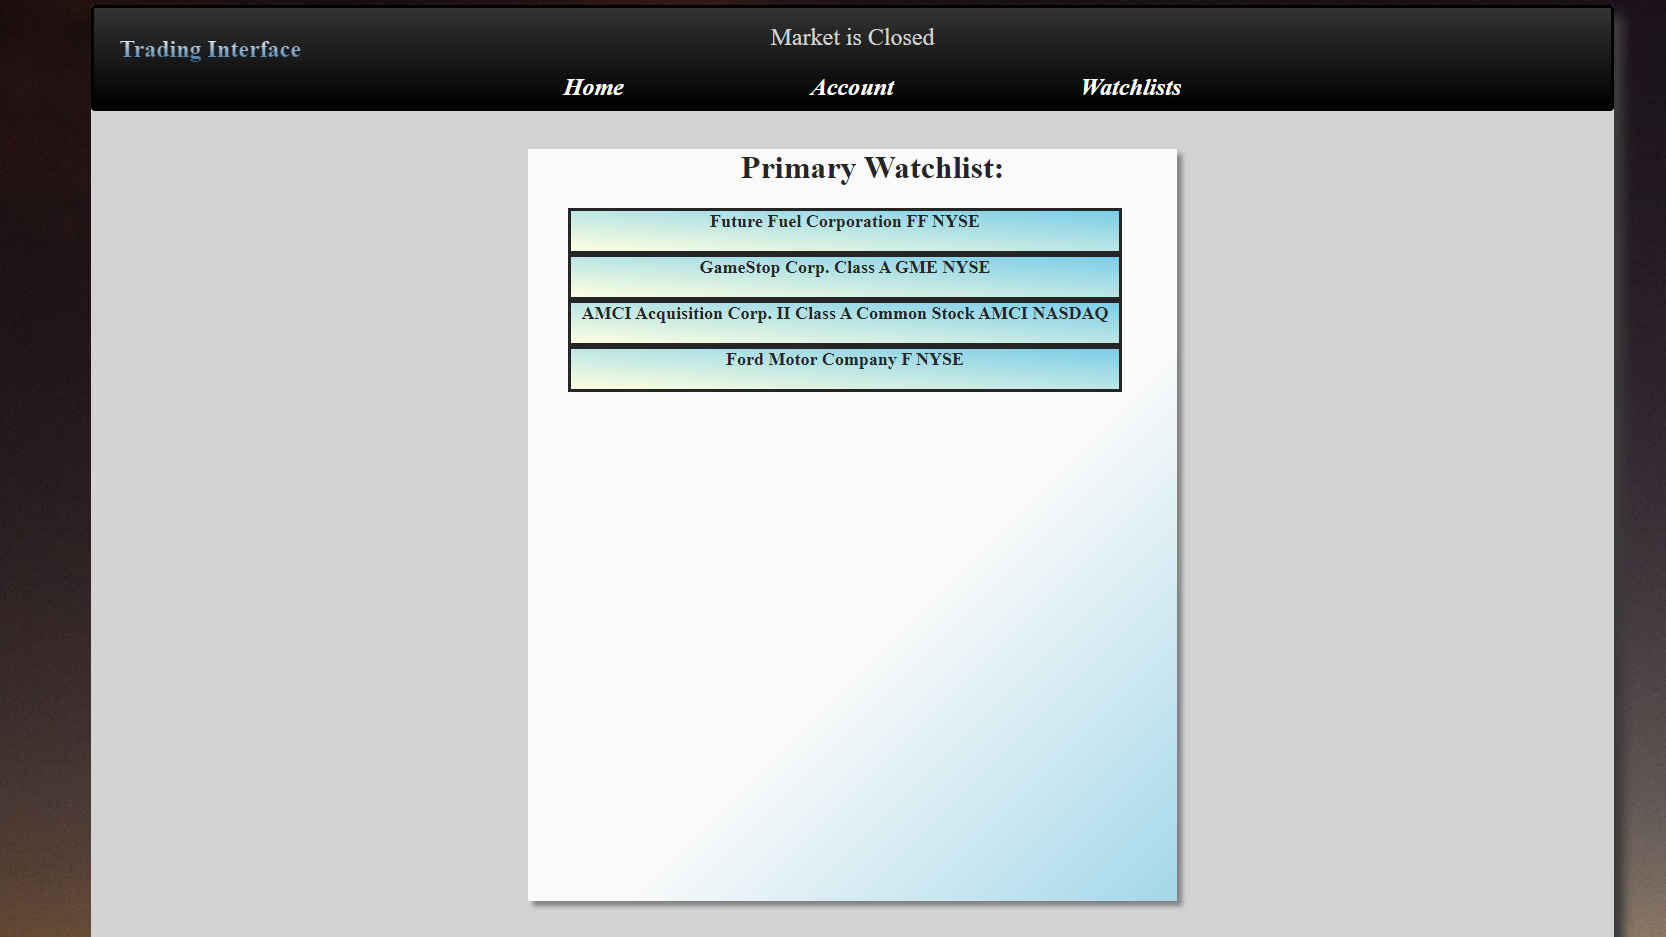 Trading Interface
Market is Closed
Home Account Watchlists
Primary Watchlist:
Future Fuel Corporation FF NYSE
GameStop Corp. Class A GME NYSE
AMCI Acquisition Corp. II Class A Common Stock AMCI NASDAQ
Ford Motor Company F NYSE